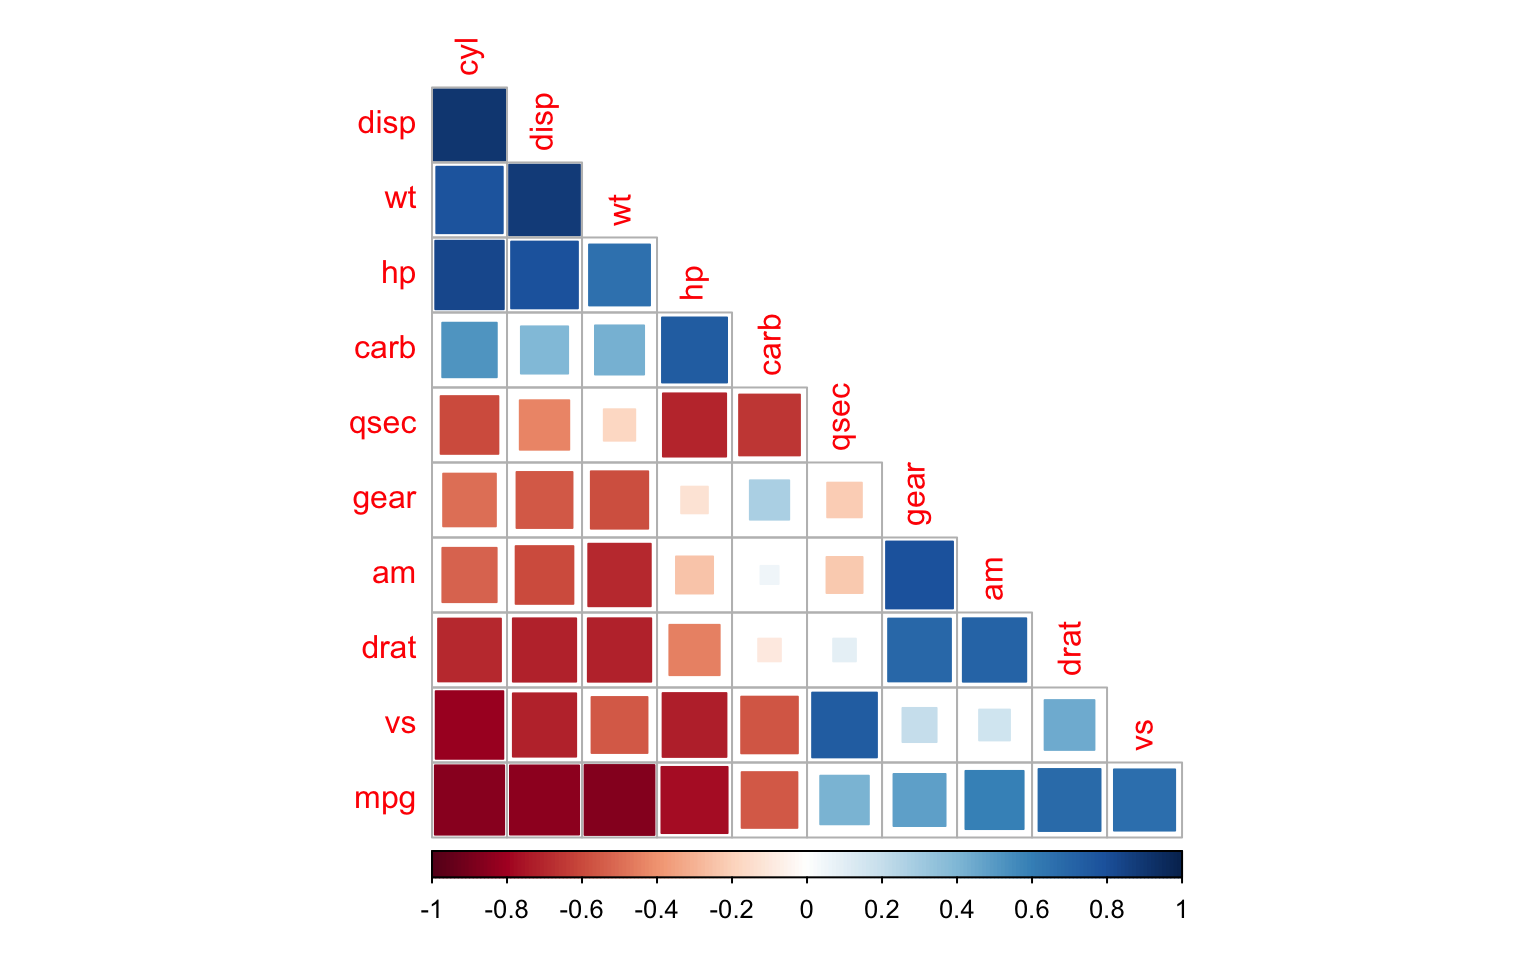 cyl
disp
disp
wt
wt
hp
hp
carb
carb
qsec
qsec
gear
gear
am
am
drat
drat
vs
vs
mpg
-1 -0.8 -0.6 -0.4 -0.2 0 0.2 0.4 0.6 0.8 1